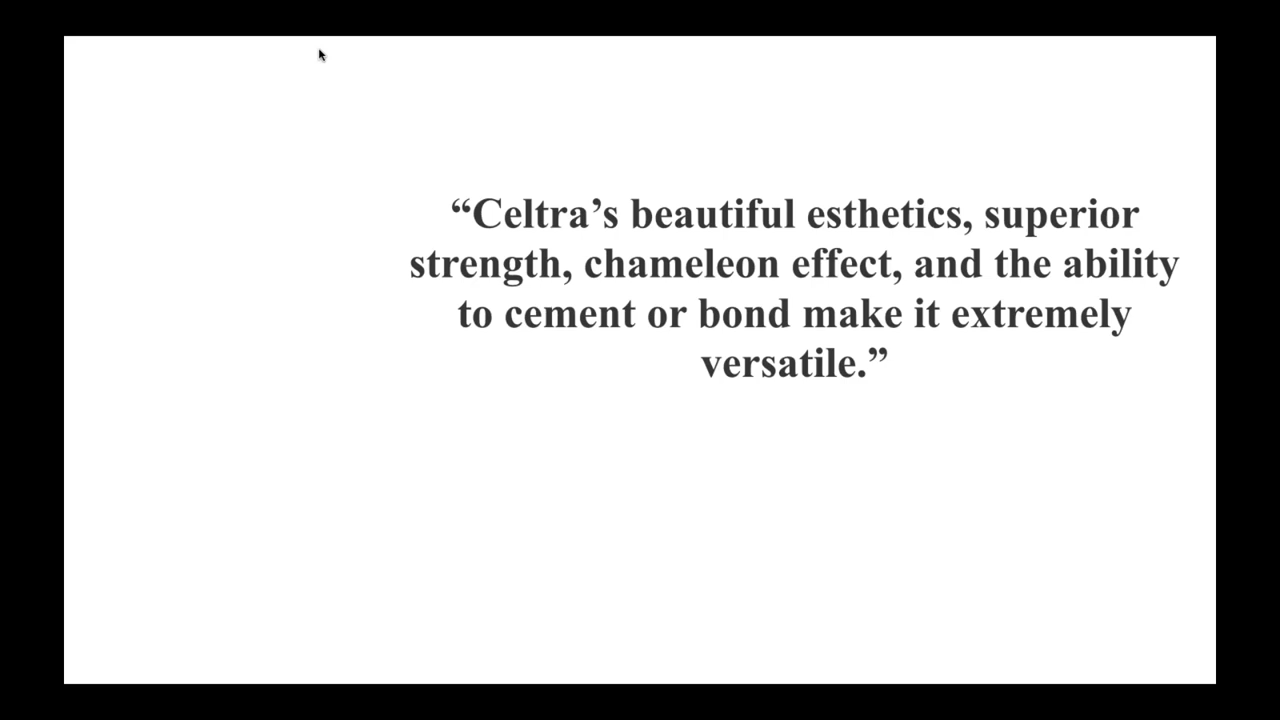 “Celtra’s beautiful esthetics, superior
strength, chameleon effect, and the ability
to cement or bond make it extremely
versatile.”